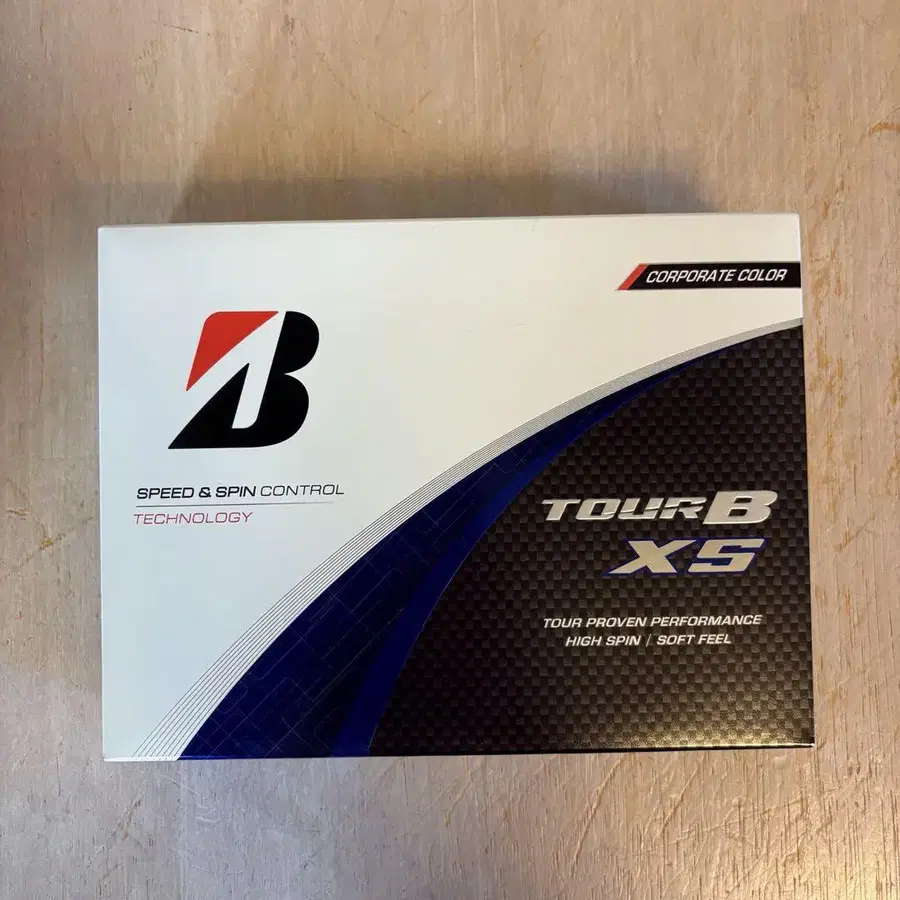 CORPORATE COLOR
B
SPEED & SPIN CONTROL
TECHNOLOGY
TOUR B
XS
TOUR PROVEN PERFORMANCE
HIGH SPIN / SOFT FEEL